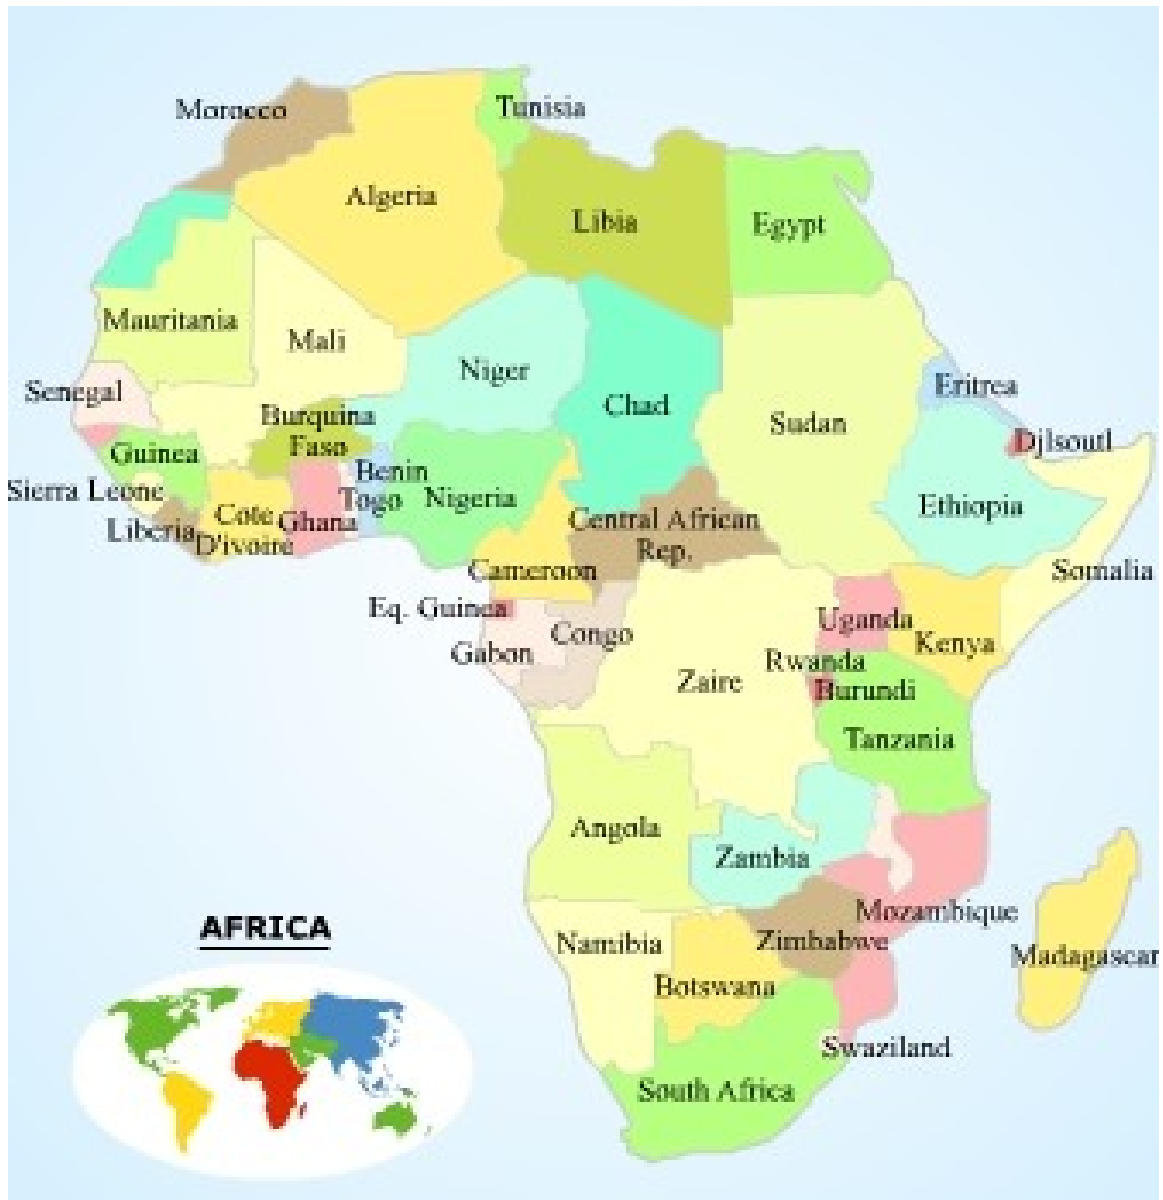 Morocco
Tunisia
Algeria
Libia
Egypt
Mauritania
Mali
Niger
Chad
Sudan
Eritrea
Senegal
Burquina
Faso
Djlsoutl
Guinea
Benin
Sierra Leone
Togo
Nigeria
Ethiopia
Liberia
Cote
D'ivoire
Ghana
Central African
Rep.
Somalia
Cameroon
Eq. Guinea
Uganda
Congo
Kenya
Gabon
Rwanda
Zaire
Burundi
Tanzania
Angola
Zambia
Mozambique
AFRICA
Zimbabwe
Namibia
Madagascar
Botswana
Swaziland
South Africa